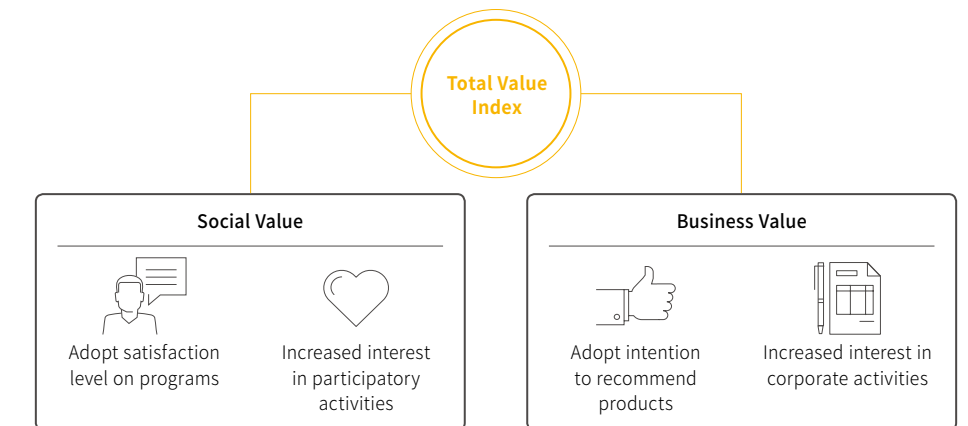 Total Value
Index
Social Value
Adopt satisfaction
level on programs
Increased interest
in participatory
activities
Business Value
Adopt intention
to recommend
products
Increased interest in
corporate activities